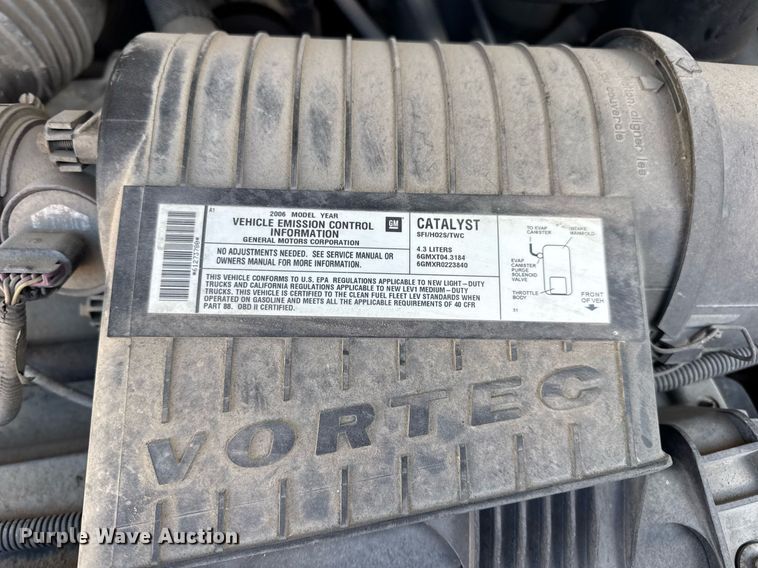 A1
2006 MODEL YEAR
VEHICLE EMISSION CONTROL
INFORMATION
GENERAL MOTORS CORPORATION
GM
NO ADJUSTMENTS NEEDED. SEE SERVICE MANUAL OR
OWNERS MANUAL FOR MORE INFORMATION.
THIS VEHICLE CONFORMS TO U.S. EPA REGULATIONS APPLICABLE TO NEW LIGHT-DUTY
TRUCKS AND CALIFORNIA REGULATIONS APPLICABLE TO NEW LEV1 MEDIUM-DUTY
TRUCKS. THIS VEHICLE IS CERTIFIED TO THE CLEAN FUEL FLEET LEV STANDARDS WHEN
OPERATED ON GASOLINE AND MEETS ALL THE APPLICABLE REQUIREMENTS OF 40 CFR
PART 88. OBD II CERTIFIED.
CATALYST
SFI/HO2S/TWC
4.3 LITERS
6GMXT04.3184
6GMXR0223840
TO EVAP CANISTER
INTAKE MANIFOLD
EVAP
CANISTER
PURGE
SOLENOID
VALVE
THROTTLE
BODY
FRONT
OF VEH
VORTEC
couvercle
Purple Wave Auction